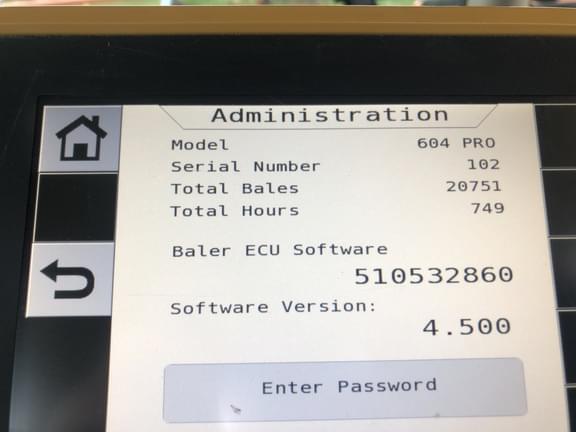 Administration
Model 604 PRO
Serial Number 102
Total Bales 20751
Total Hours 749
Baler ECU Software
510532860
Software Version:
4.500
Enter Password